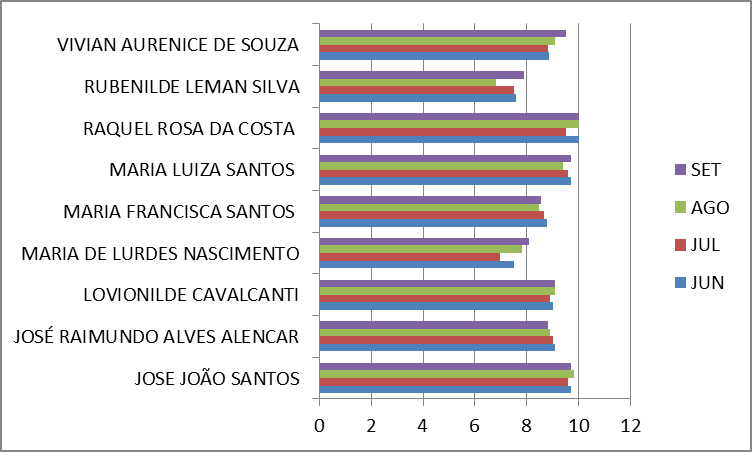 VIVIAN AURENICE DE SOUZA
RUBENILDE LEMAN SILVA
RAQUEL ROSA DA COSTA
MARIA LUIZA SANTOS
MARIA FRANCISCA SANTOS
MARIA DE LURDES NASCIMENTO
LOVIONILDE CAVALCANTI
JOSÉ RAIMUNDO ALVES ALENCAR
JOSE JOÃO SANTOS
0 2 4 6 8 10 12
SET
AGO
JUL
JUN